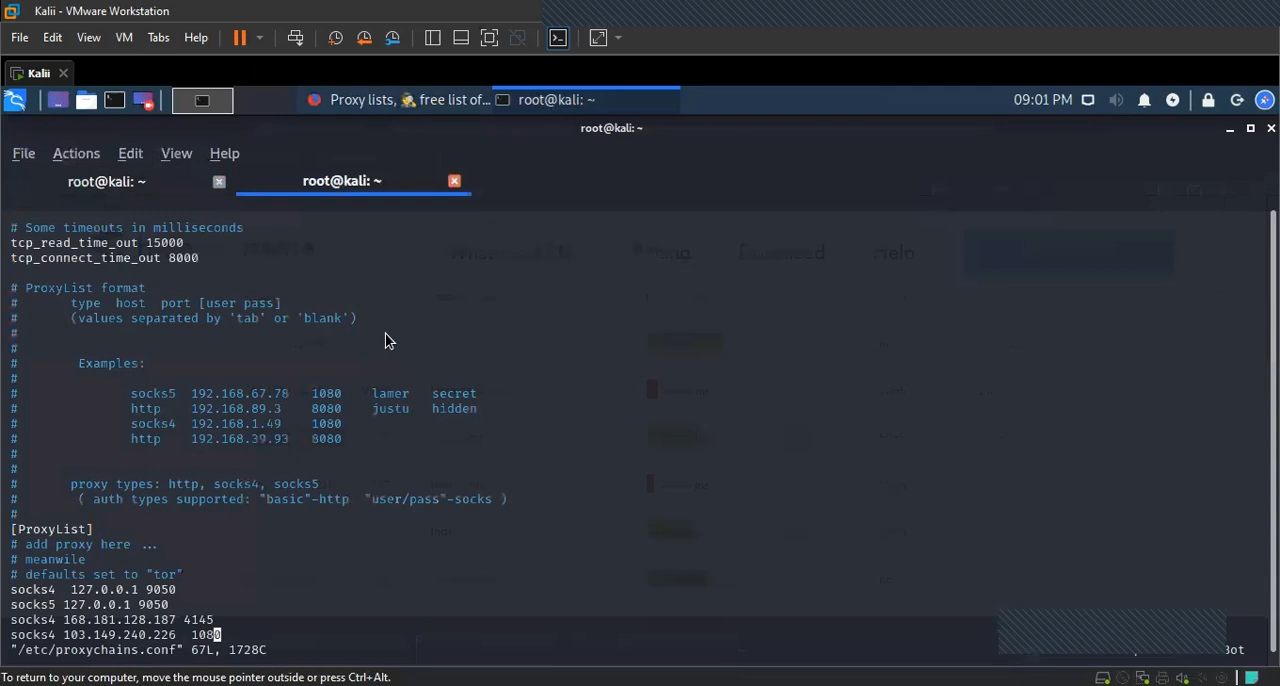 Kalii - VMware Workstation
File Edit View VM Tabs Help
Kalii
Proxy lists, free list of... root@kali: ~ 09:01 PM
root@kali: ~
File Actions Edit View Help
root@kali: ~ root@kali: ~
# Some timeouts in milliseconds
tcp_read_time_out 15000
tcp_connect_time_out 8000
# ProxyList format
# type host port [user pass]
# (values separated by 'tab' or 'blank')
#
#
# Examples:
#
# socks5 192.168.67.78 1080 lamer secret
# http 192.168.89.3 8080 justu hidden
# socks4 192.168.1.49 1080
# http 192.168.39.93 8080
#
#
# proxy types: http, socks4, socks5
# ( auth types supported: "basic"-http "user/pass"-socks )
#
[ProxyList]
# add proxy here ...
# meanwile
# defaults set to "tor"
socks4 127.0.0.1 9050
socks5 127.0.0.1 9050
socks4 168.181.128.187 4145
socks4 103.149.240.226 1080
"/etc/proxychains.conf" 67L, 1728C
To return to your computer, move the mouse pointer outside or press Ctrl+Alt.